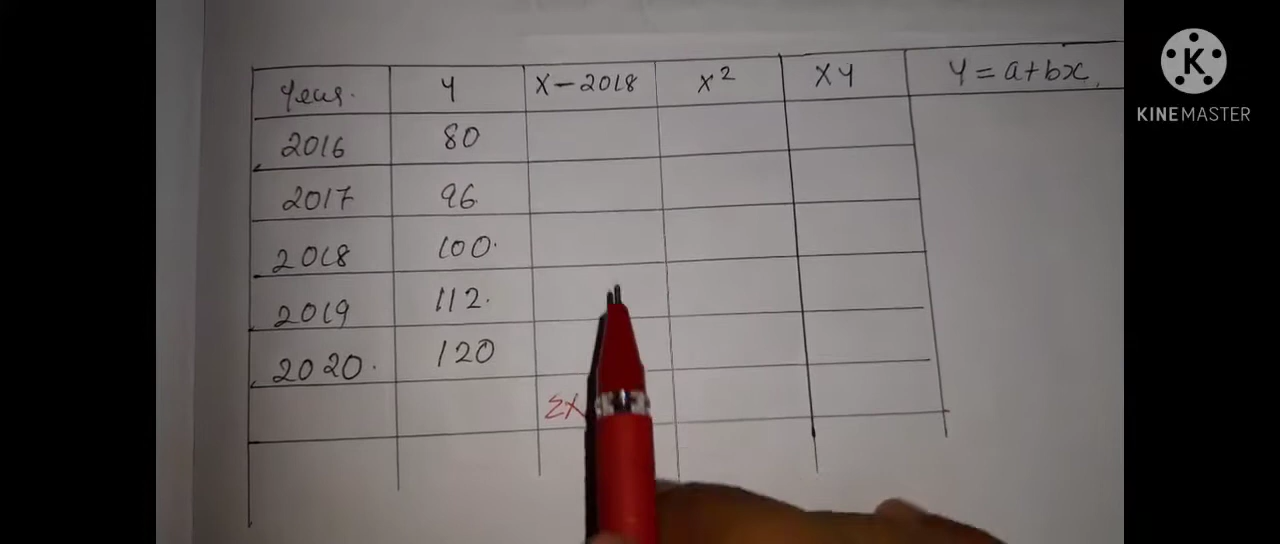 Year. Y X-2018 X² XY Y=a+bx.
2016 80
2017 96.
2018 100.
2019 112.
2020. 120
ΣX
K
KINEMASTER